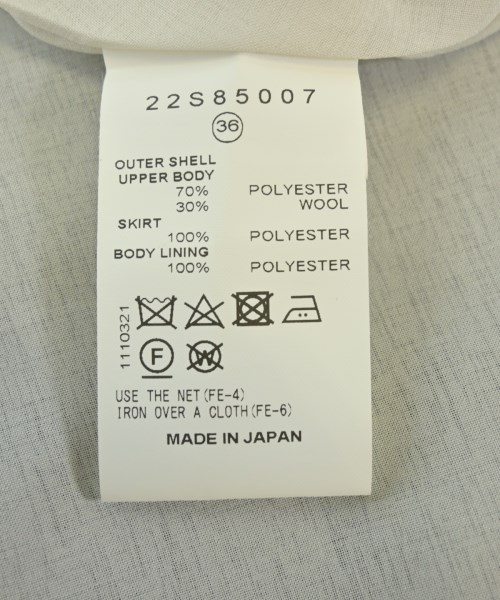 22S85007
36
OUTER SHELL
UPPER BODY
70% POLYESTER
30% WOOL
SKIRT
100% POLYESTER
BODY LINING
100% POLYESTER
1110321
F W
USE THE NET(FE-4)
IRON OVER A CLOTH(FE-6)
MADE IN JAPAN